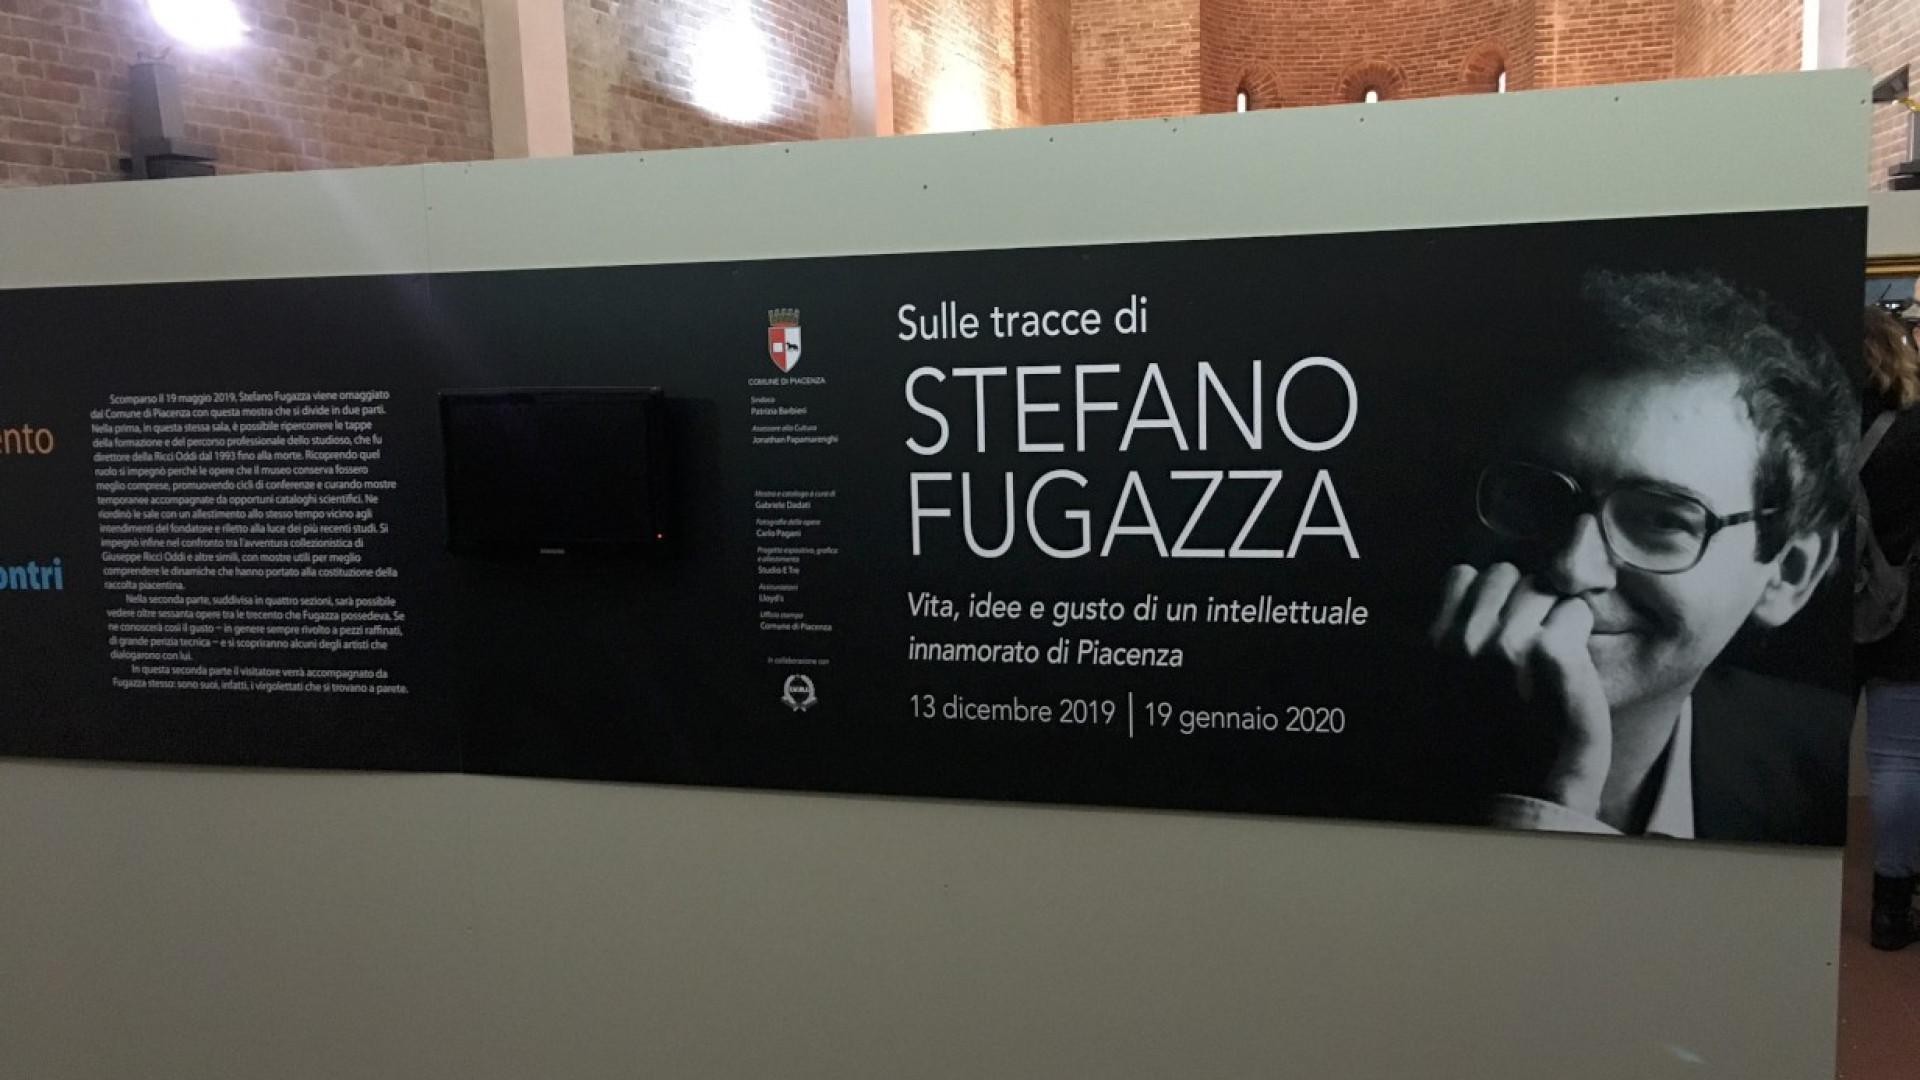 ento
ontri
Scomparso il 19 maggio 2019, Stefano Fugazza viene omaggiato
dal Comune di Piacenza con questa mostra che si divide in due parti.
Nella prima, in questa stessa sala, è possibile ripercorrere le tappe
della formazione e del percorso professionale dello studioso, che fu
direttore della Ricci Oddi dal 1993 fino alla morte. Ricoprendo quel
ruolo si impegnò perché le opere che il museo conserva fossero
meglio comprese, promuovendo cicli di conferenze e curando mostre
temporanee accompagnate da opportuni cataloghi scientifici. Ne
riordinò le sale con un allestimento allo stesso tempo vicino agli
intendimenti del fondatore e riletto alla luce dei più recenti studi. Si
impegnò infine nel confronto tra l'avventura collezionistica di
Giuseppe Ricci Oddi e altre simili, con mostre utili per meglio
comprendere le dinamiche che hanno portato alla costituzione della
raccolta piacentina.
Nella seconda parte, suddivisa in quattro sezioni, sarà possibile
vedere oltre sessanta opere tra le trecento che Fugazza possedeva. Se
ne conoscerà così il gusto – in genere sempre rivolto a pezzi raffinati,
di grande perizia tecnica – e si scopriranno alcuni degli artisti che
dialogarono con lui.
In questa seconda parte il visitatore verrà accompagnato da
Fugazza stesso: sono suoi, infatti, i virgolettati che si trovano a parete.
SAMSUNG
COMUNE DI PIACENZA
Sindaco
Patrizia Barbieri
Assessore alla Cultura
Jonathan Papamarenghi
Mostra e catalogo a cura di
Gabriele Dadati
Fotografie delle opere
Carlo Pagani
Progetto espositivo, grafica
e allestimento
Studio E Tre
Assicurazioni
Lloyd's
Ufficio stampa
Comune di Piacenza
In collaborazione con
Sulle tracce di
STEFANO
FUGAZZA
Vita, idee e gusto di un intellettuale
innamorato di Piacenza
13 dicembre 2019 | 19 gennaio 2020